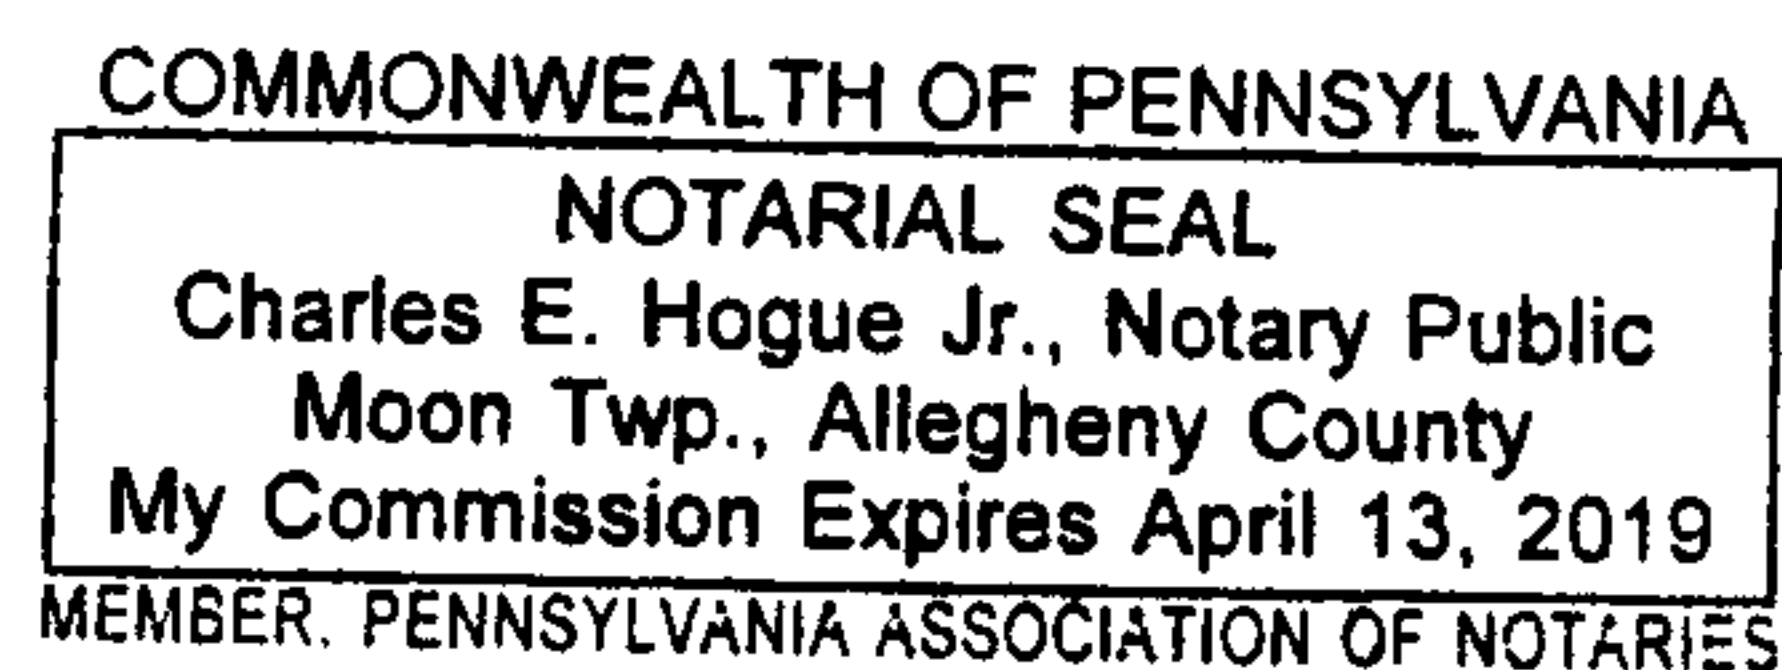 COMMONWEALTH OF PENNSYLVANIA
NOTARIAL SEAL
Charles E. Hogue Jr., Notary Public
Moon Twp., Allegheny County
My Commission Expires April 13, 2019
MEMBER, PENNSYLVANIA ASSOCIATION OF NOTARIES